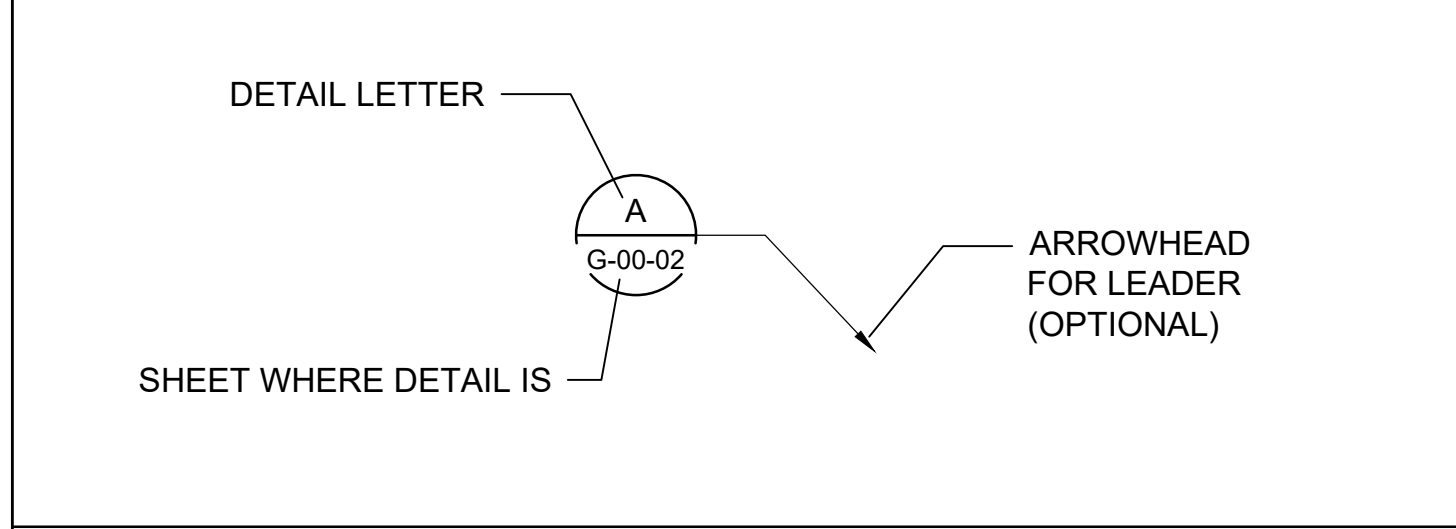 DETAIL LETTER
A
G-00-02
ARROWHEAD
FOR LEADER
(OPTIONAL)
SHEET WHERE DETAIL IS